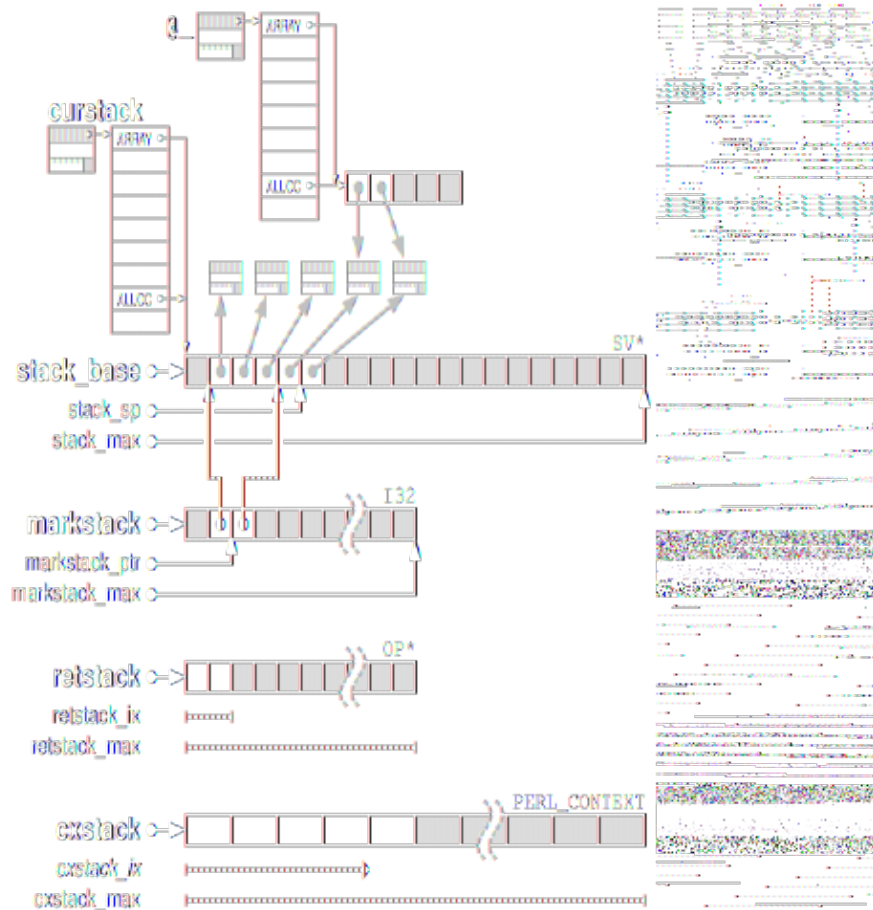 a
ARRAY
curstack
ARRAY
ALLOC
ALLOC
SV*
stack_base
stack_sp
stack_max
I32
markstack
markstack_ptr
markstack_max
OP*
retstack
retstack_ix
retstack_max
PERL_CONTEXT
cxstack
cxstack_ix
cxstack_max